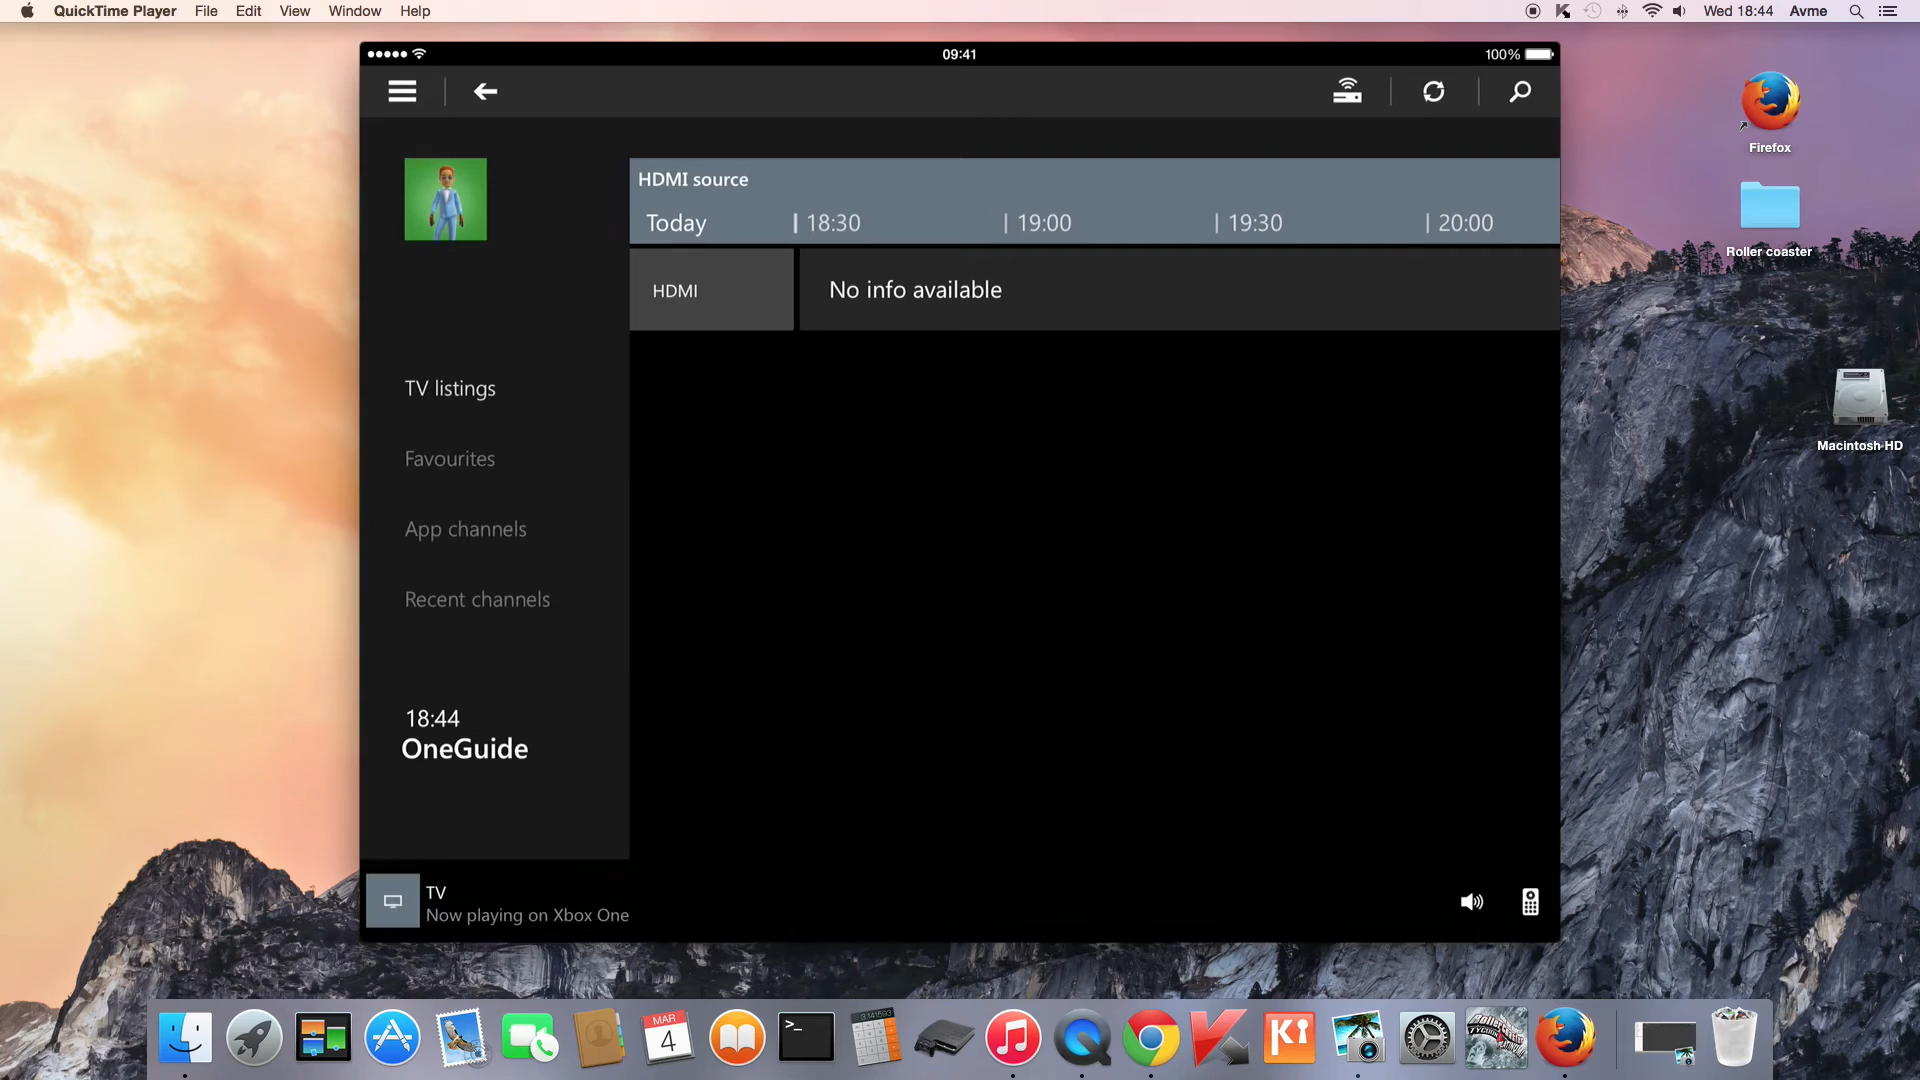 QuickTime Player File Edit View Window Help Wed 18:44 Avme
09:41 100%
Firefox
Roller coaster
Macintosh HD
HDMI source
Today | 18:30 | 19:00 | 19:30 | 20:00
HDMI No info available
TV listings
Favourites
App channels
Recent channels
18:44
OneGuide
TV
Now playing on Xbox One
MAR
4
3.141593
>_